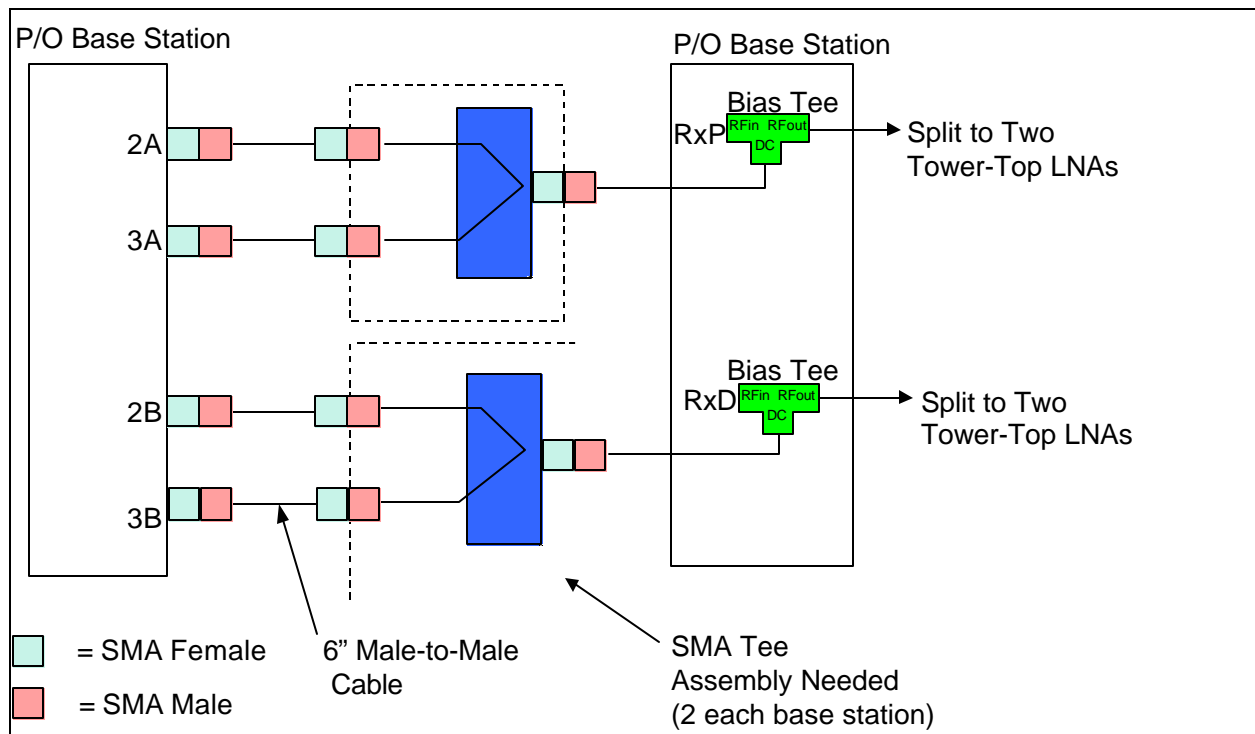 P/O Base Station
P/O Base Station
2A
3A
Bias Tee
RxP
RFin RFout
DC
Split to Two
Tower-Top LNAs
2B
3B
Bias Tee
RxD
RFin RFout
DC
Split to Two
Tower-Top LNAs
= SMA Female
= SMA Male
6” Male-to-Male
Cable
SMA Tee
Assembly Needed
(2 each base station)